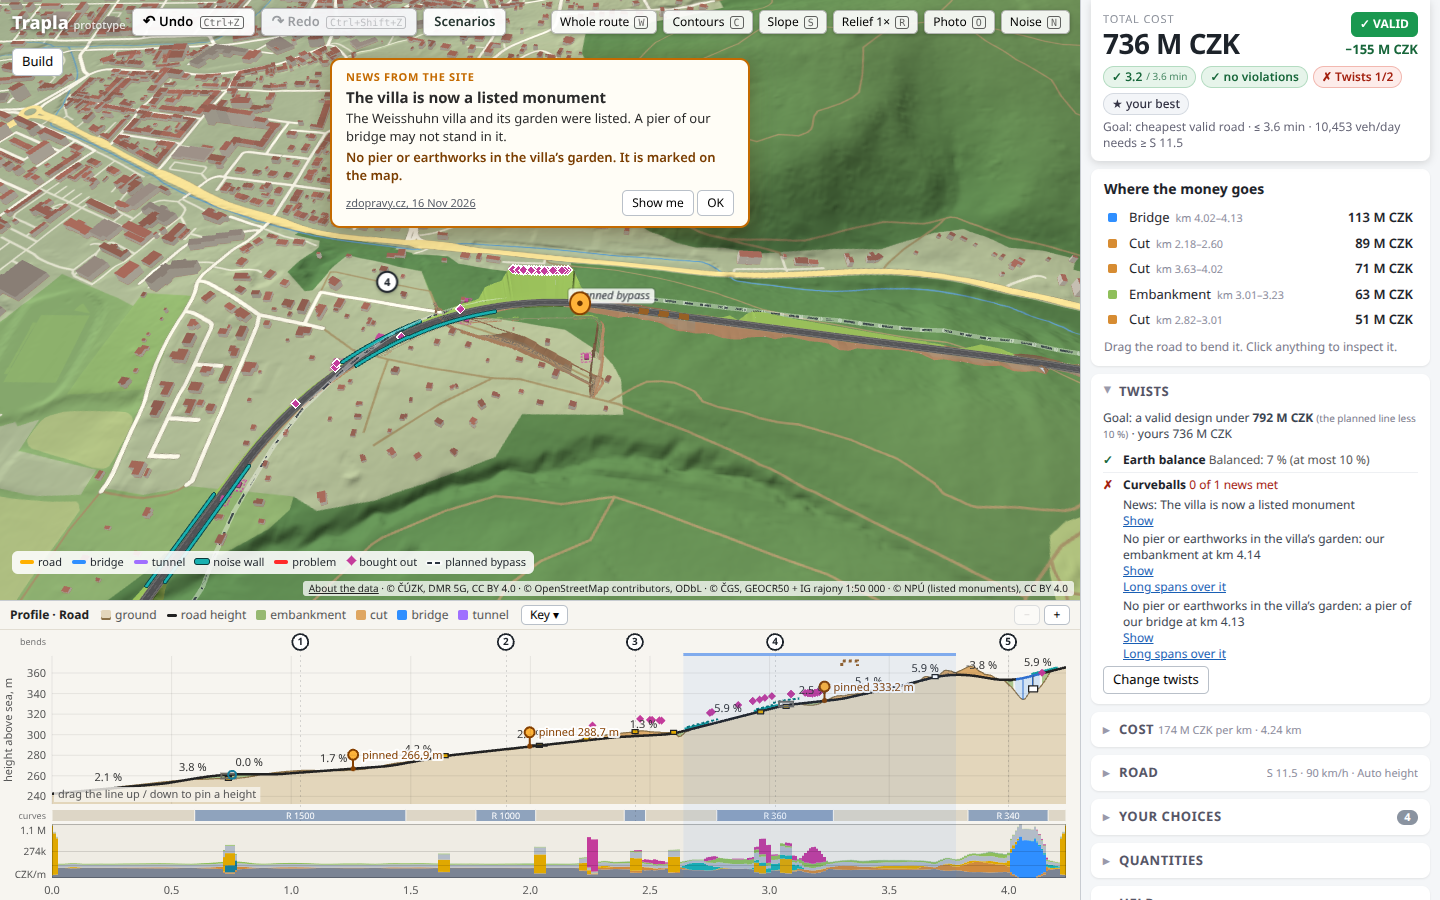 Trapla prototype
↶ Undo Ctrl+Z
↷ Redo Ctrl+Shift+Z
Scenarios
Whole route W
Contours C
Slope S
Relief 1× R
Photo O
Noise N
Build
NEWS FROM THE SITE
The villa is now a listed monument
The Weisshuhn villa and its garden were listed. A pier of our
bridge may not stand in it.
No pier or earthworks in the villa's garden. It is marked on
the map.
zdopravy.cz, 16 Nov 2026
Show me
OK
4
nned bypass
road
bridge
tunnel
noise wall
problem
bought out
planned bypass
About the data · © ČÚZK, DMR 5G, CC BY 4.0 · © OpenStreetMap contributors, ODbL · © ČGS, GEOCR50 + IG rajony 1:50 000 · © NPÚ (listed monuments), CC BY 4.0
Profile · Road
ground
road height
embankment
cut
bridge
tunnel
Key ▾
−
+
bends
1
2
3
4
5
height above sea, m
360
340
320
300
280
260
240
2.1 %
3.8 %
0.0 %
1.7 %
pinned 266.9 m
pinned 288.7 m
1.3 %
5.9 %
pinned 333.2 m
5.1 %
5.9 %
3.8 %
5.9 %
drag the line up / down to pin a height
curves
R 1500
R 1000
R 360
R 340
1.1 M
274k
CZK/m
0.0
0.5
1.0
1.5
2.0
2.5
3.0
3.5
4.0
TOTAL COST
736 M CZK
✓ VALID
−155 M CZK
✓ 3.2 / 3.6 min
✓ no violations
✗ Twists 1/2
★ your best
Goal: cheapest valid road · ≤ 3.6 min · 10,453 veh/day
needs ≥ S 11.5
Where the money goes
Bridge km 4.02–4.13 113 M CZK
Cut km 2.18–2.60 89 M CZK
Cut km 3.63–4.02 71 M CZK
Embankment km 3.01–3.23 63 M CZK
Cut km 2.82–3.01 51 M CZK
Drag the road to bend it. Click anything to inspect it.
▼ TWISTS
Goal: a valid design under 792 M CZK (the planned line less
10 %) · yours 736 M CZK
✓ Earth balance Balanced: 7 % (at most 10 %)
✗ Curveballs 0 of 1 news met
News: The villa is now a listed monument
Show
No pier or earthworks in the villa's garden: our
embankment at km 4.14
Show
Long spans over it
No pier or earthworks in the villa's garden: a pier of
our bridge at km 4.13
Show
Long spans over it
Change twists
▶ COST 174 M CZK per km · 4.24 km
▶ ROAD S 11.5 · 90 km/h · Auto height
▶ YOUR CHOICES 4
▶ QUANTITIES